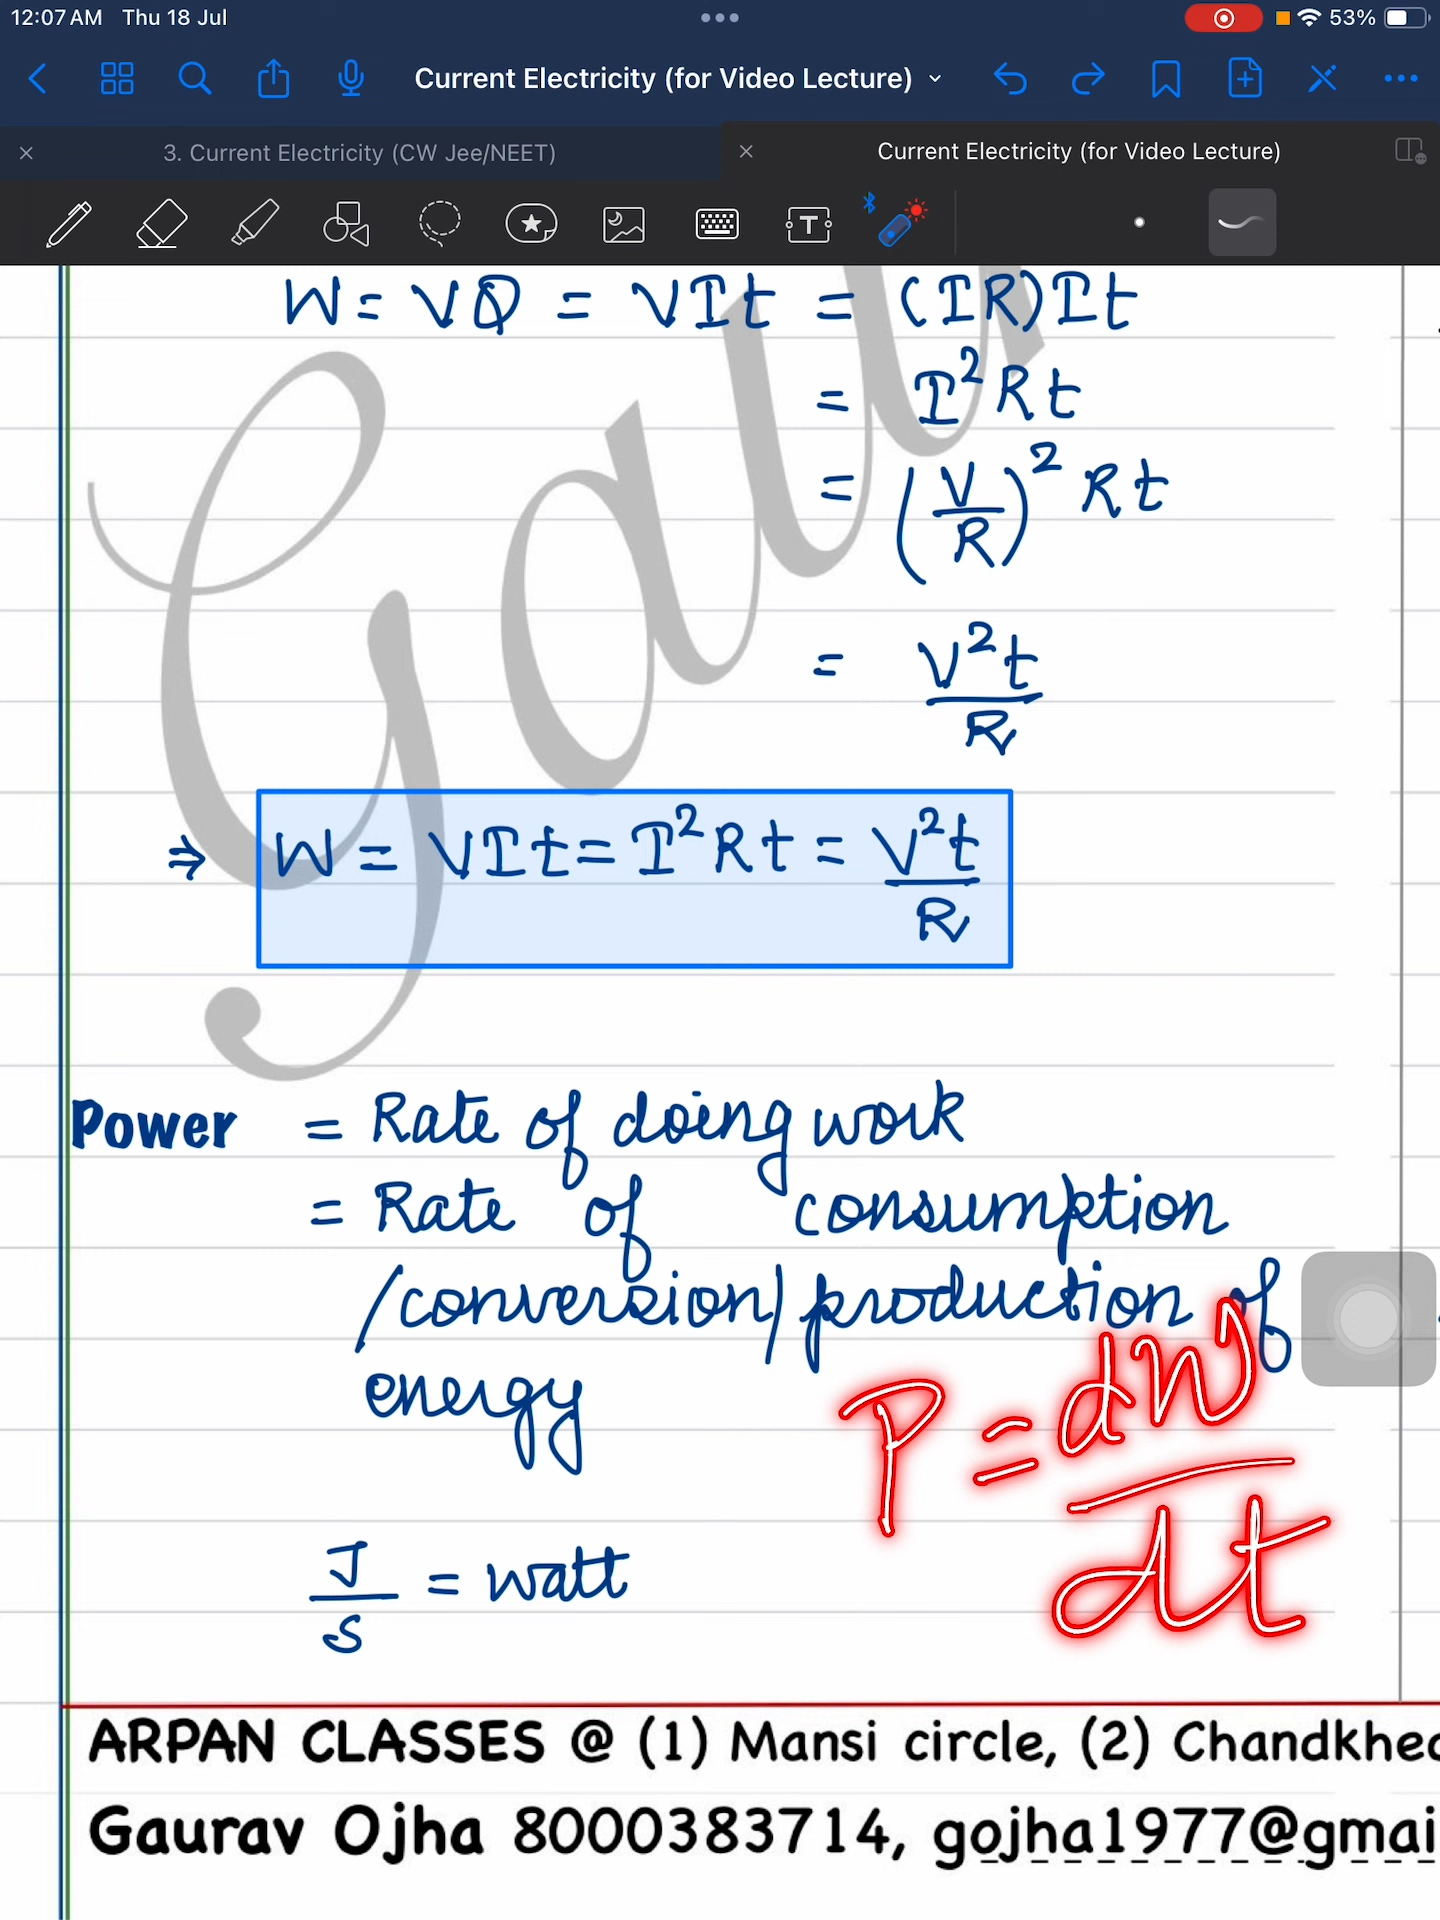 12:07 AM Thu 18 Jul
53%
Current Electricity (for Video Lecture)
3. Current Electricity (CW Jee/NEET)
Current Electricity (for Video Lecture)
T
W = VQ = VIt = (IR)It
= I²Rt
= (V/R)² Rt
= V²t/R
⇒ W = VIt = I²Rt = V²t/R
Power = Rate of doing work
= Rate of consumption
/conversion/production of
energy
P = dW/dt
J/s = watt
ARPAN CLASSES @ (1) Mansi circle, (2) Chandkhed
Gaurav Ojha 8000383714, gojha1977@gmai